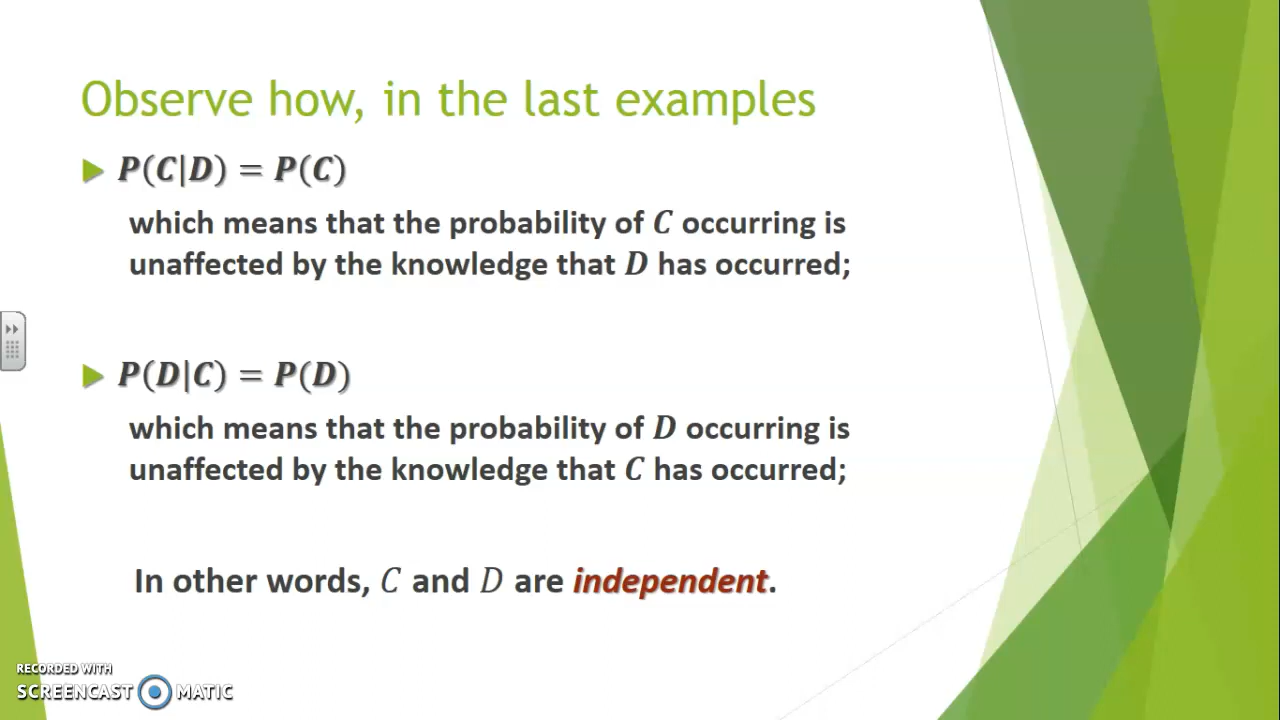 Observe how, in the last examples
P(C|D) = P(C)
which means that the probability of C occurring is
unaffected by the knowledge that D has occurred;
P(D|C) = P(D)
which means that the probability of D occurring is
unaffected by the knowledge that C has occurred;
In other words, C and D are independent.
RECORDED WITH
SCREENCAST MATIC